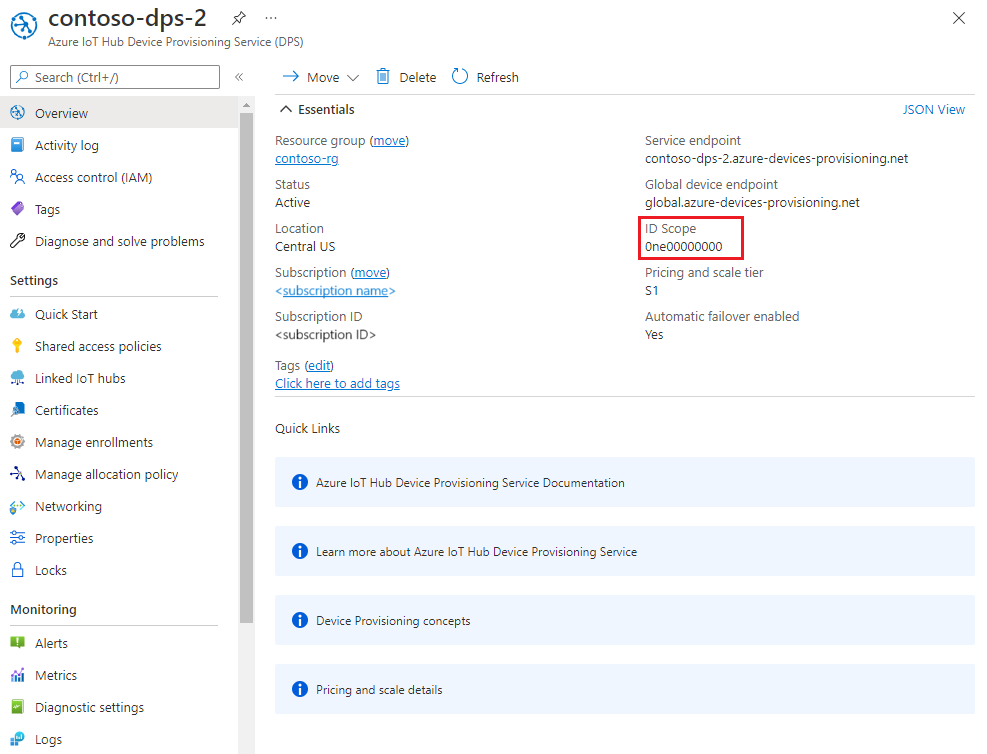 contoso-dps-2
...
Azure IoT Hub Device Provisioning Service (DPS)
Search (Ctrl+/)
«
Overview
Activity log
Access control (IAM)
Tags
Diagnose and solve problems
Settings
Quick Start
Shared access policies
Linked IoT hubs
Certificates
Manage enrollments
Manage allocation policy
Networking
Properties
Locks
Monitoring
Alerts
Metrics
Diagnostic settings
Logs
Move
Delete
Refresh
Essentials
JSON View
Resource group (move)
contoso-rg
Status
Active
Location
Central US
Subscription (move)
<subscription name>
Subscription ID
<subscription ID>
Tags (edit)
Click here to add tags
Service endpoint
contoso-dps-2.azure-devices-provisioning.net
Global device endpoint
global.azure-devices-provisioning.net
ID Scope
0ne00000000
Pricing and scale tier
S1
Automatic failover enabled
Yes
Quick Links
Azure IoT Hub Device Provisioning Service Documentation
Learn more about Azure IoT Hub Device Provisioning Service
Device Provisioning concepts
Pricing and scale details